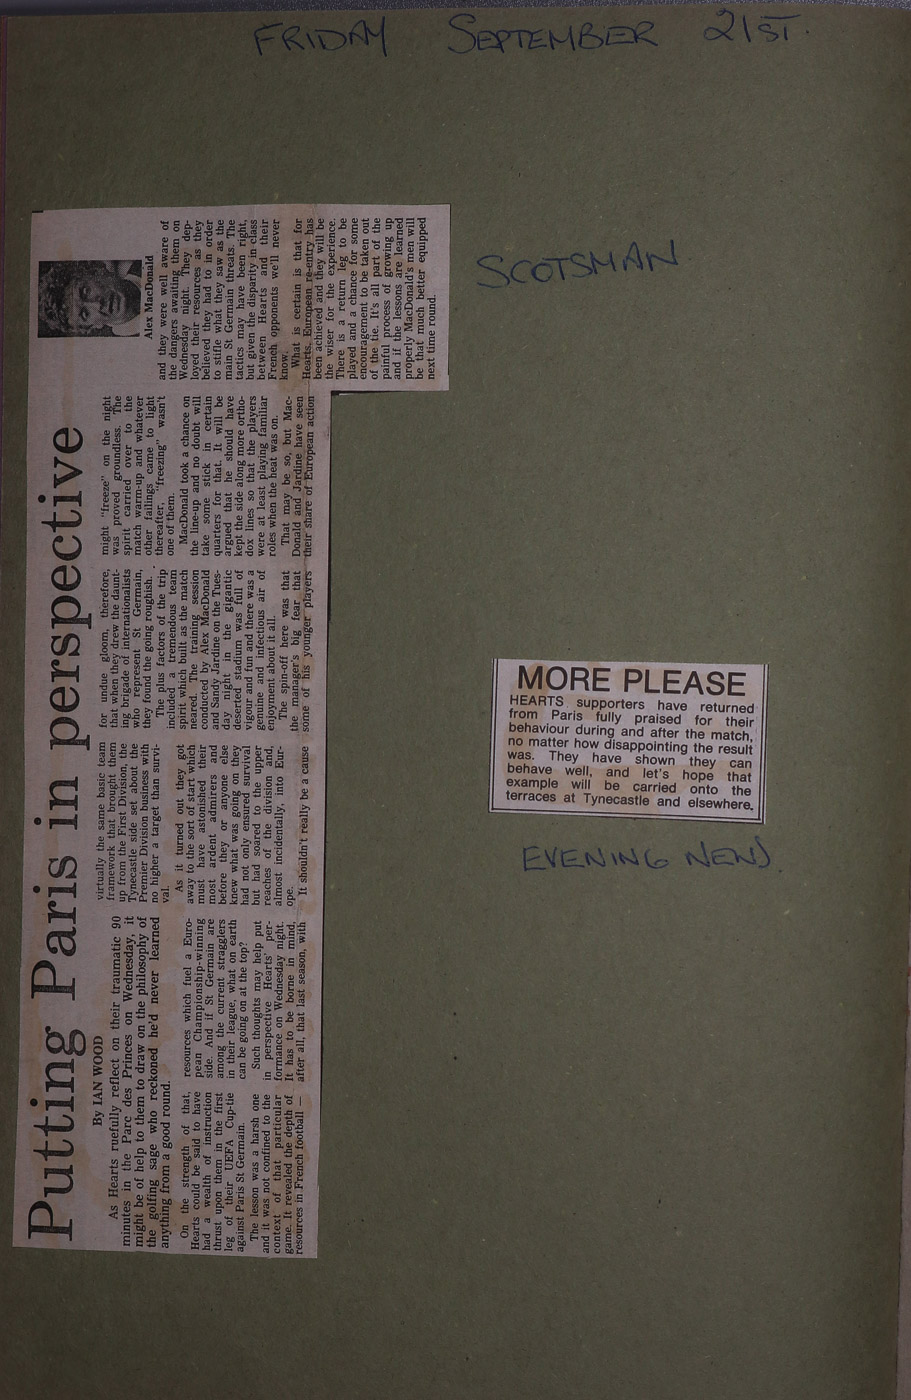 FRIDAY SEPTEMBER 21ST.
Putting Paris in perspective
By IAN WOOD
As Hearts ruefully reflect on their traumatic 90
minutes in the Parc des Princes on Wednesday, it
might be of help to them to draw on the philosophy of
the golfing sage who reckoned he'd never learned
anything from a good round.
On the strength of that,
Hearts could be said to have
had a wealth of instruction
thrust upon them in the first
leg of their UEFA Cup-tie
against Paris St Germain.
The lesson was a harsh one
and it was not confined to the
context of that particular
game. It revealed the depth of
resources in French football —
resources which fuel a Euro-
pean Championship-winning
side. And if St Germain are
among the current stragglers
in their league, what on earth
can be going on at the top?
Such thoughts may help put
in perspective Hearts' per-
formance on Wednesday night.
It has to be borne in mind,
after all, that last season, with
virtually the same basic team
framework that brought them
up from the First Division, the
Tynecastle side set about the
Premier Division business with
no higher a target than survi-
val.
As it turned out they got
away to the sort of start which
must have astonished their
most ardent admirers and
before they or anyone else
knew what was going on they
had not only ensured survival
but had soared to the upper
reaches of the division and,
almost incidentally, into Eur-
ope.
It shouldn't really be a cause
for undue gloom, therefore,
that when they drew the daunt-
ing brigade of internationalists
who represent St Germain,
they found the going roughish.
The plus factors of the trip
included a tremendous team
spirit which built as the match
neared. The training session
conducted by Alex MacDonald
and Sandy Jardine on the Tues-
day night in the gigantic
deserted stadium was full of
vigour and fun and there was a
genuine and infectious air of
enjoyment about it all.
The spin-off here was that
the manager's big fear that
some of his younger players
might "freeze" on the night
was proved groundless. The
spirit carried over to the
match warm-up and whatever
other failings came to light
thereafter, "freezing" wasn't
one of them.
MacDonald took a chance on
the line-up and no doubt will
take some stick in certain
quarters for that. It will be
argued that he should have
kept the side along more ortho-
dox lines so that the players
were at least playing familiar
roles when the heat was on.
That may be so, but Mac-
Donald and Jardine have seen
their share of European action
Alex MacDonald
and they were well aware of
the dangers awaiting them on
Wednesday night. They dep-
loyed their resources as they
believed they had to in order
to stifle what they saw as the
main St Germain threats. The
tactics may have been right,
but given the disparity in class
between Hearts and their
French opponents we'll never
know.
What is certain is that for
Hearts, European re-entry has
been achieved and they will be
the wiser for the experience.
There is a return leg to be
played and a chance for some
encouragement to be taken out
of the tie. It's all part of the
painful process of growing up
and if the lessons are learned
properly MacDonald's men will
be that much better equipped
next time round.
SCOTSMAN
MORE PLEASE
HEARTS supporters have returned
from Paris fully praised for their
behaviour during and after the match,
no matter how disappointing the result
was. They have shown they can
behave well, and let's hope that
example will be carried onto the
terraces at Tynecastle and elsewhere.
EVENING NEWS